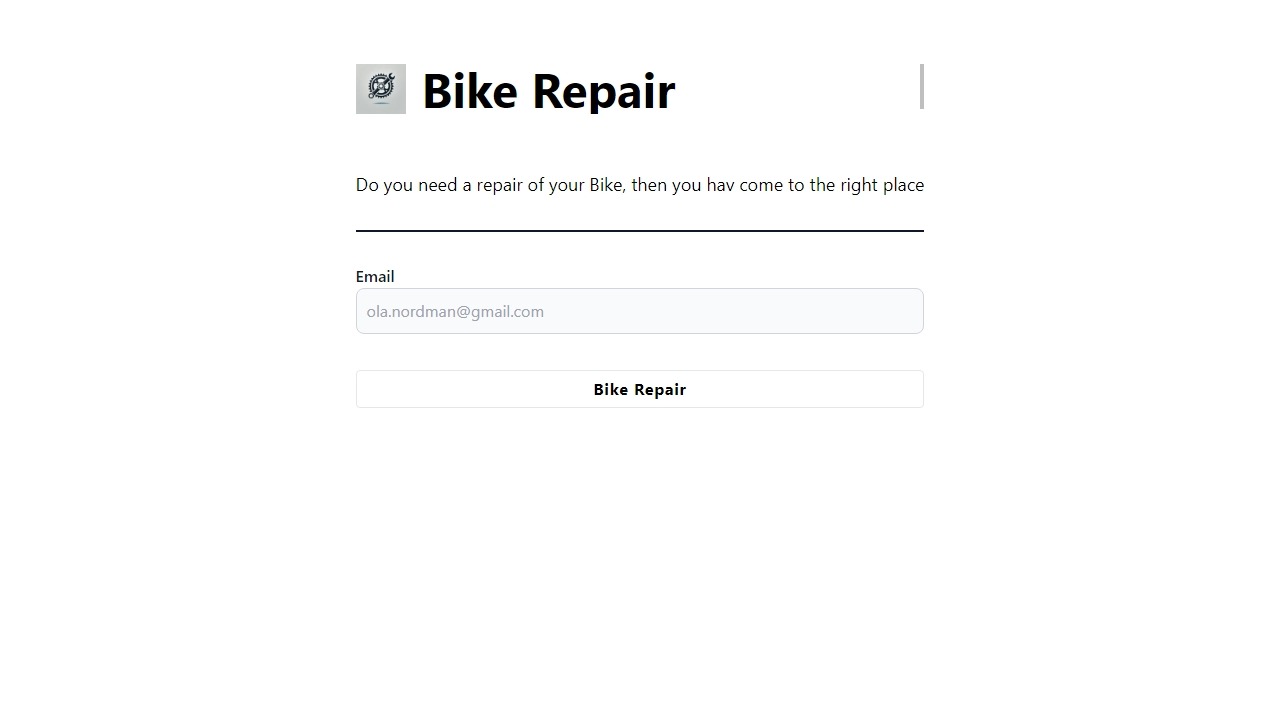 Bike Repair
Do you need a repair of your Bike, then you hav come to the right place
Email
ola.nordman@gmail.com
Bike Repair